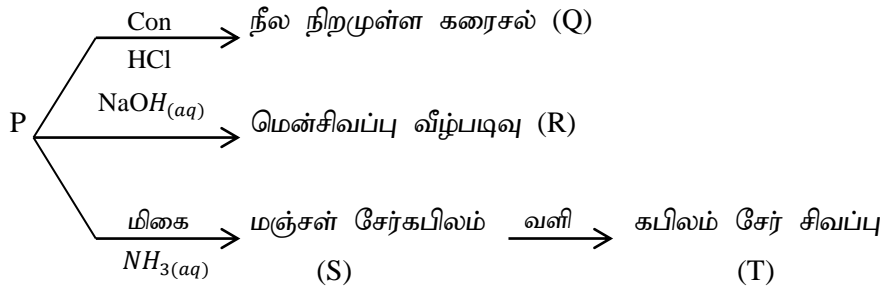 Con
HCl
நீல நிறமுள்ள கரைசல் (Q)
NaOH(aq)
P
மென்சிவப்பு வீழ்படிவு (R)
மிகை
NH3(aq)
மஞ்சள் சேர்கபிலம்
வளி
கபிலம் சேர் சிவப்பு
(S)
(T)